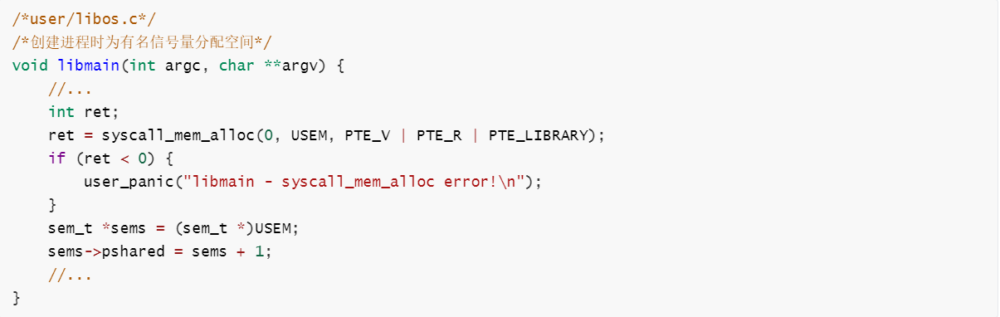 /*user/libos.c*/
/*创建进程时为有名信号量分配空间*/
void libmain(int argc, char **argv) {
    //...
    int ret;
    ret = syscall_mem_alloc(0, USEM, PTE_V | PTE_R | PTE_LIBRARY);
    if (ret < 0) {
        user_panic("libmain - syscall_mem_alloc error!\n");
    }
    sem_t *sems = (sem_t *)USEM;
    sems->pshared = sems + 1;
    //...
}